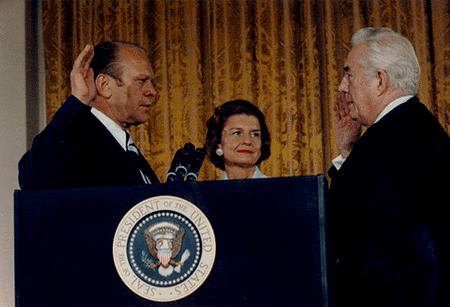 SEAL OF THE PRESIDENT OF THE UNITED STATES